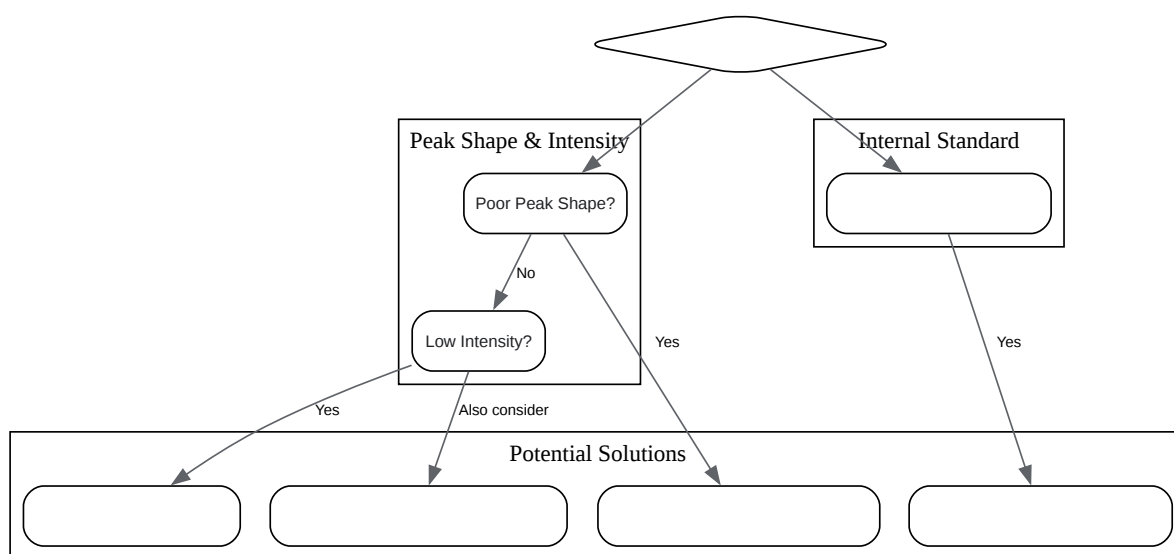 Peak Shape & Intensity
Internal Standard
Poor Peak Shape?
No
Low Intensity?
Yes
Yes
Yes
Also consider
Potential Solutions